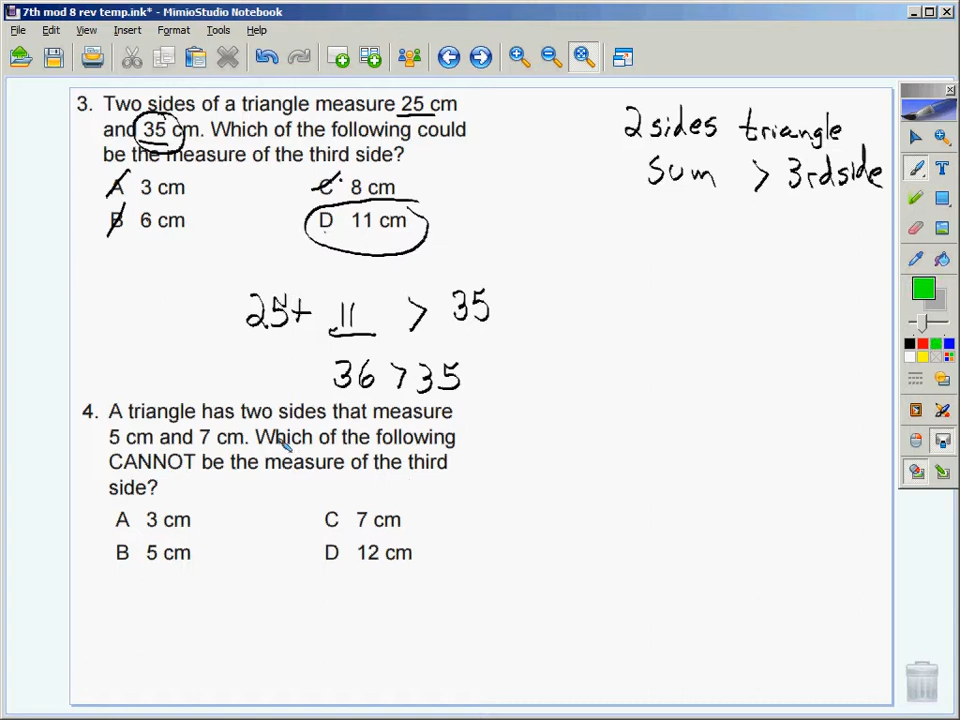 7th mod 8 rev temp.ink* - MimioStudio Notebook
File Edit View Insert Format Tools Help
3. Two sides of a triangle measure 25 cm
and 35 cm. Which of the following could
be the measure of the third side?
A 3 cm C 8 cm
B 6 cm D 11 cm
2 sides triangle
sum > 3rd side
25 + 11 > 35
36 > 35
4. A triangle has two sides that measure
5 cm and 7 cm. Which of the following
CANNOT be the measure of the third
side?
A 3 cm C 7 cm
B 5 cm D 12 cm
T